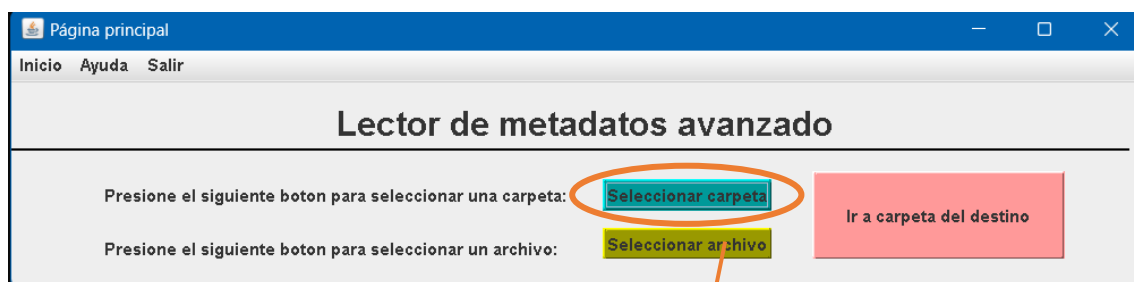 Página principal
Inicio Ayuda Salir
Lector de metadatos avanzado
Presione el siguiente boton para seleccionar una carpeta: Seleccionar carpeta
Ir a carpeta del destino
Presione el siguiente boton para seleccionar un archivo: Seleccionar archivo